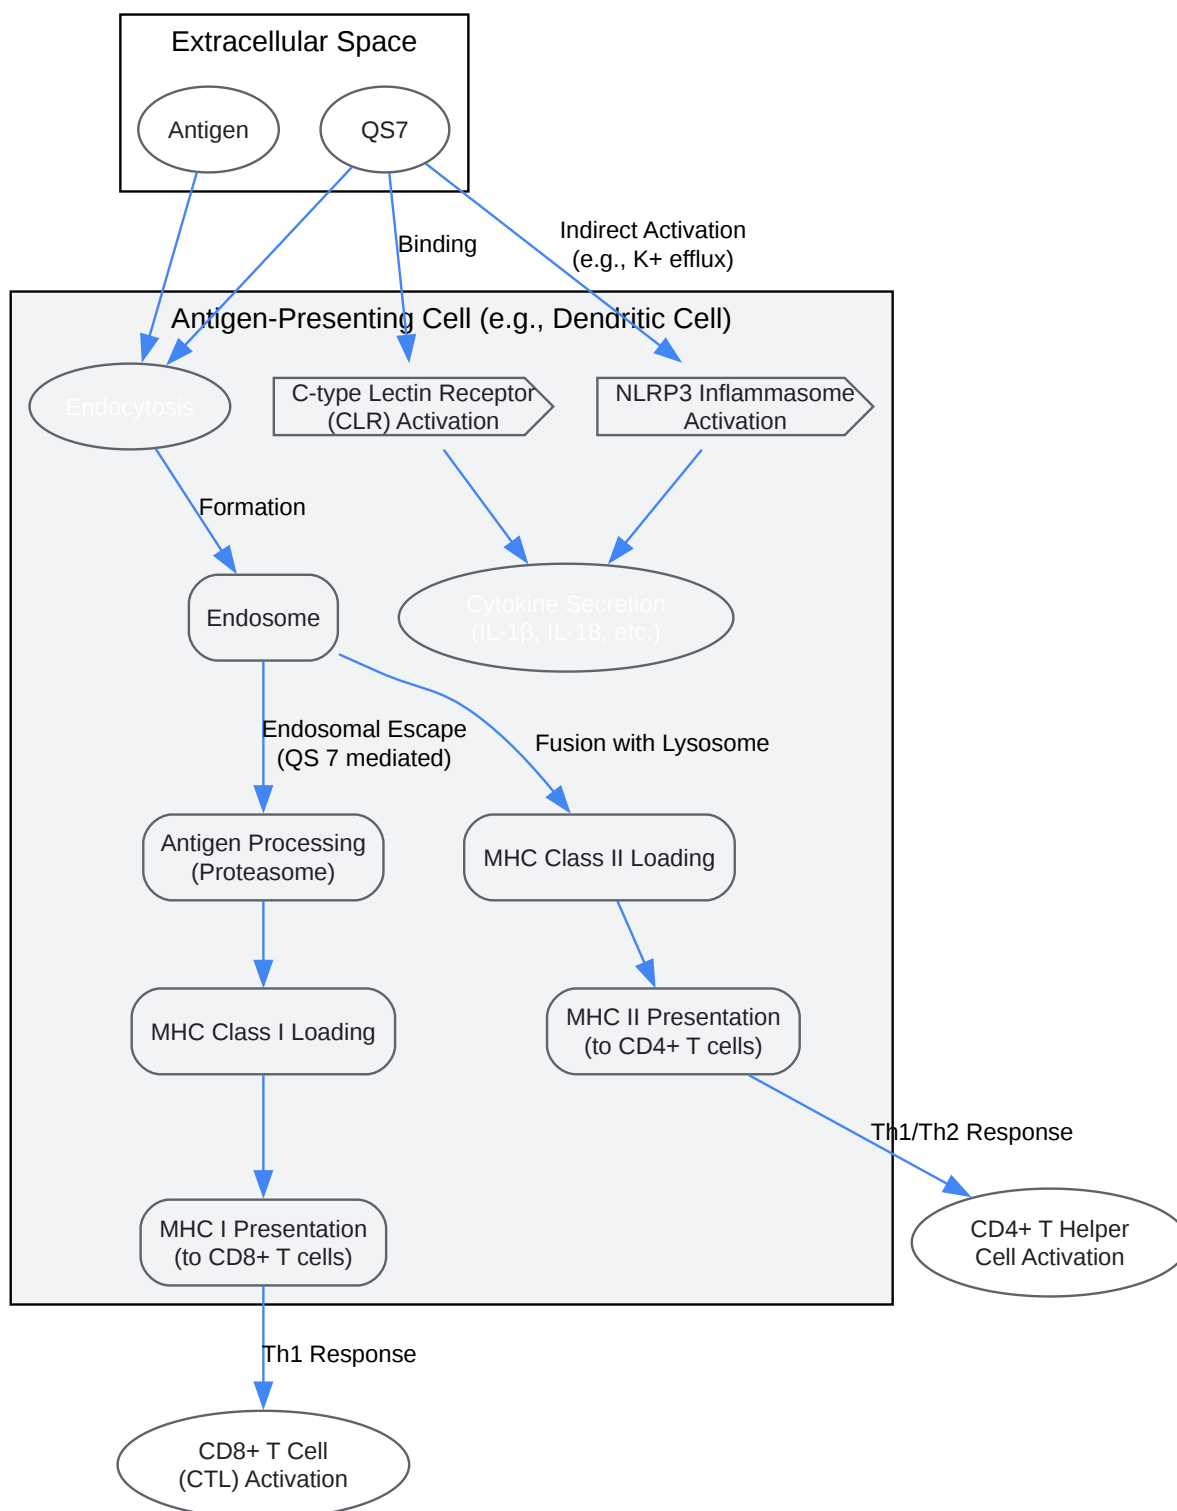 Extracellular Space
Antigen
QS7
Binding
Indirect Activation
(e.g., K+ efflux)
Antigen-Presenting Cell (e.g., Dendritic Cell)
Endocytosis
C-type Lectin Receptor
(CLR) Activation
NLRP3 Inflammasome
Activation
Formation
Endosome
Cytokine Secretion
(IL-1β, IL-18, etc.)
Endosomal Escape
(QS 7 mediated)
Fusion with Lysosome
Antigen Processing
(Proteasome)
MHC Class II Loading
MHC Class I Loading
MHC II Presentation
(to CD4+ T cells)
Th1/Th2 Response
MHC I Presentation
(to CD8+ T cells)
CD4+ T Helper
Cell Activation
Th1 Response
CD8+ T Cell
(CTL) Activation